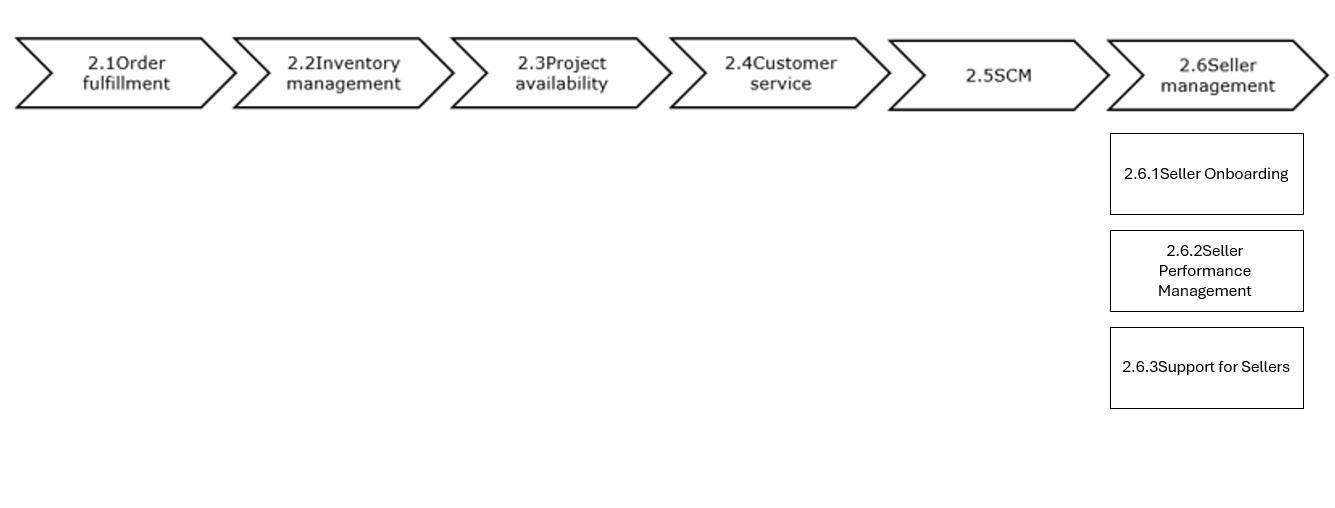 2.1Order
fulfillment
2.2Inventory
management
2.3Project
availability
2.4Customer
service
2.5SCM
2.6Seller
management
2.6.1Seller Onboarding
2.6.2Seller
Performance
Management
2.6.3Support for Sellers